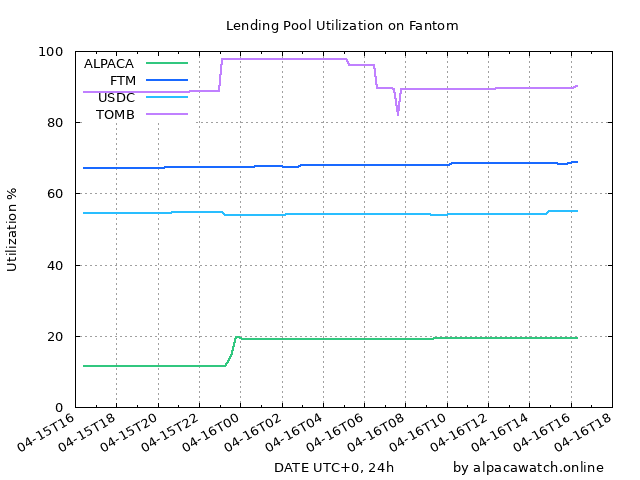 Lending Pool Utilization on Fantom
100
80
60
40
20
0
Utilization %
ALPACA
FTM
USDC
TOMB
04-15T16
04-15T18
04-15T20
04-15T22
04-16T00
04-16T02
04-16T04
04-16T06
04-16T08
04-16T10
04-16T12
04-16T14
04-16T16
04-16T18
DATE UTC+0, 24h
by alpacawatch.online